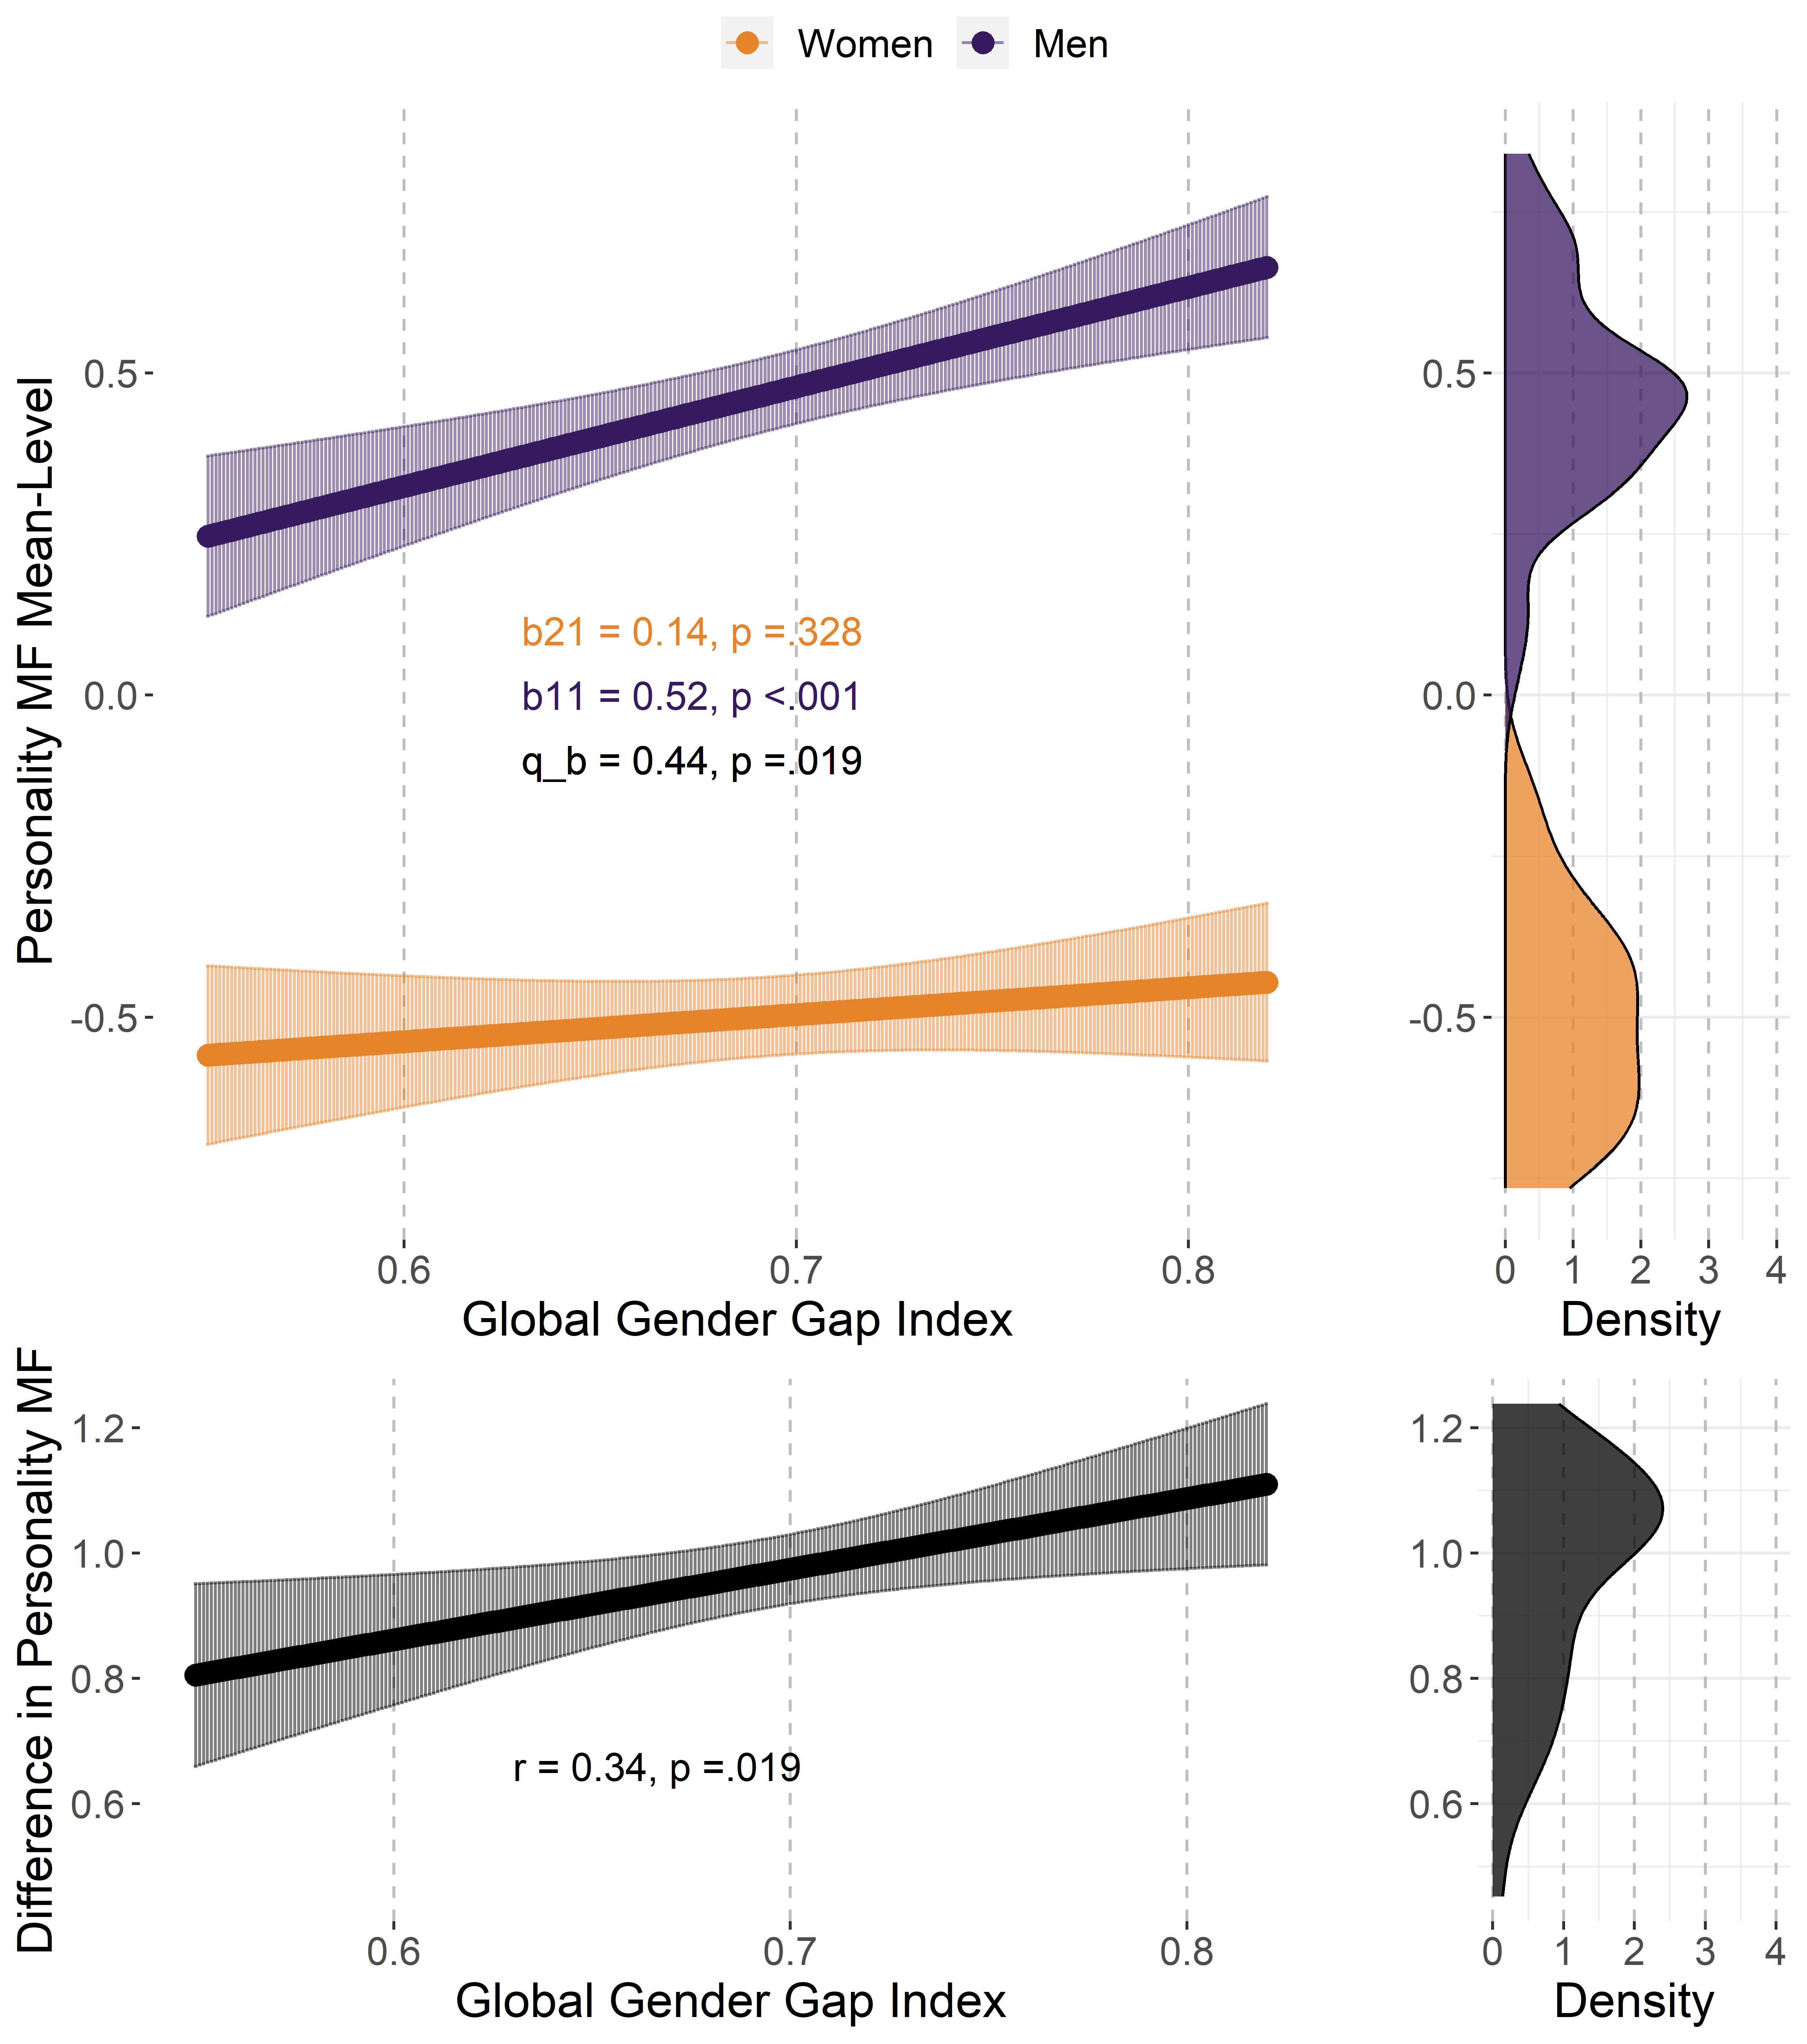 Women Men
Personality MF Mean-Level
0.5
0.0
-0.5
b21 = 0.14, p =.328
b11 = 0.52, p <.001
q_b = 0.44, p =.019
0.6 0.7 0.8
Global Gender Gap Index
0.5
0.0
-0.5
0 1 2 3 4
Density
Difference in Personality MF
1.2
1.0
0.8
0.6
r = 0.34, p =.019
0.6 0.7 0.8
Global Gender Gap Index
1.2
1.0
0.8
0.6
0 1 2 3 4
Density